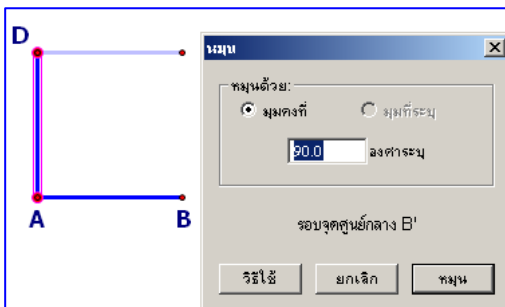 D
A
B
หมุน
หมุนด้วย:
มุมคงที่
มุมที่ระบุ
90.0 องศาระบุ
รอบจุดศูนย์กลาง B'
วิธีใช้ ยกเลิก หมุน